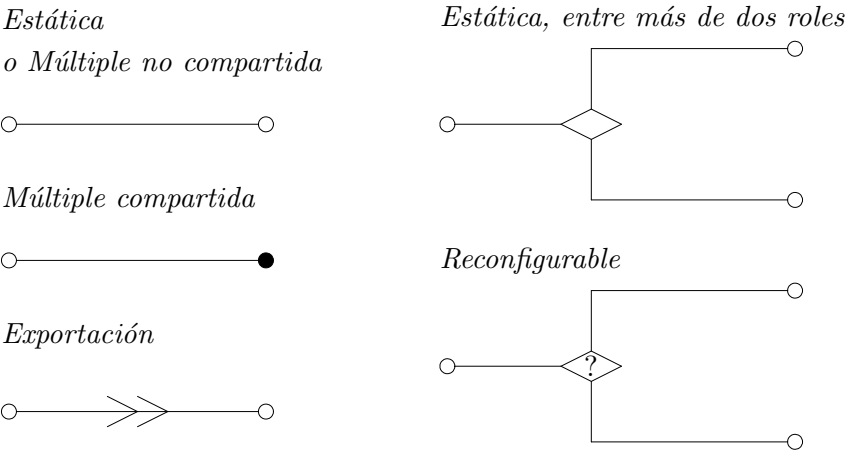 Estática
o Múltiple no compartida
Múltiple compartida
Exportación
Estática, entre más de dos roles
Reconfigurable
?